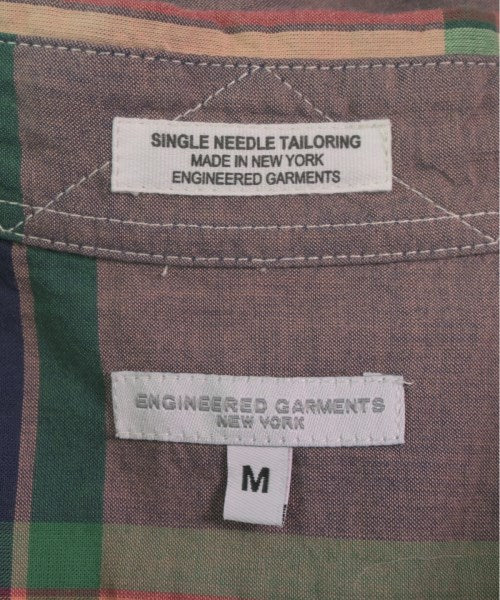 SINGLE NEEDLE TAILORING
MADE IN NEW YORK
ENGINEERED GARMENTS
ENGINEERED GARMENTS
NEW YORK
M